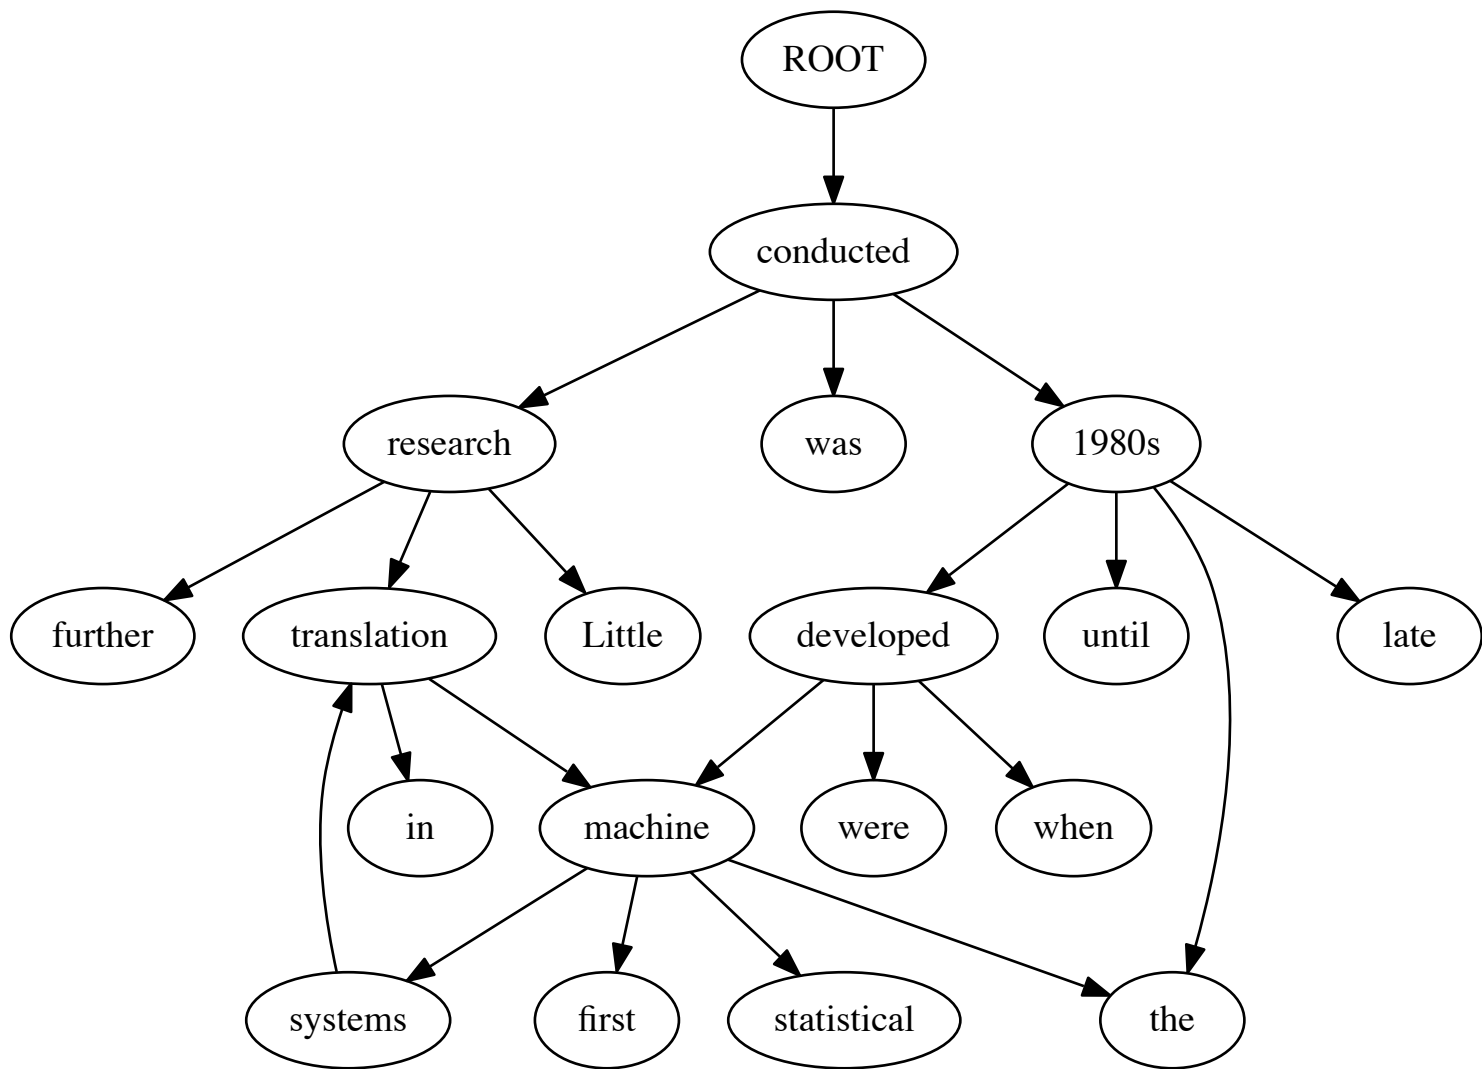 ROOT
conducted
research
was
1980s
further
translation
Little
developed
until
late
in
machine
were
when
systems
first
statistical
the